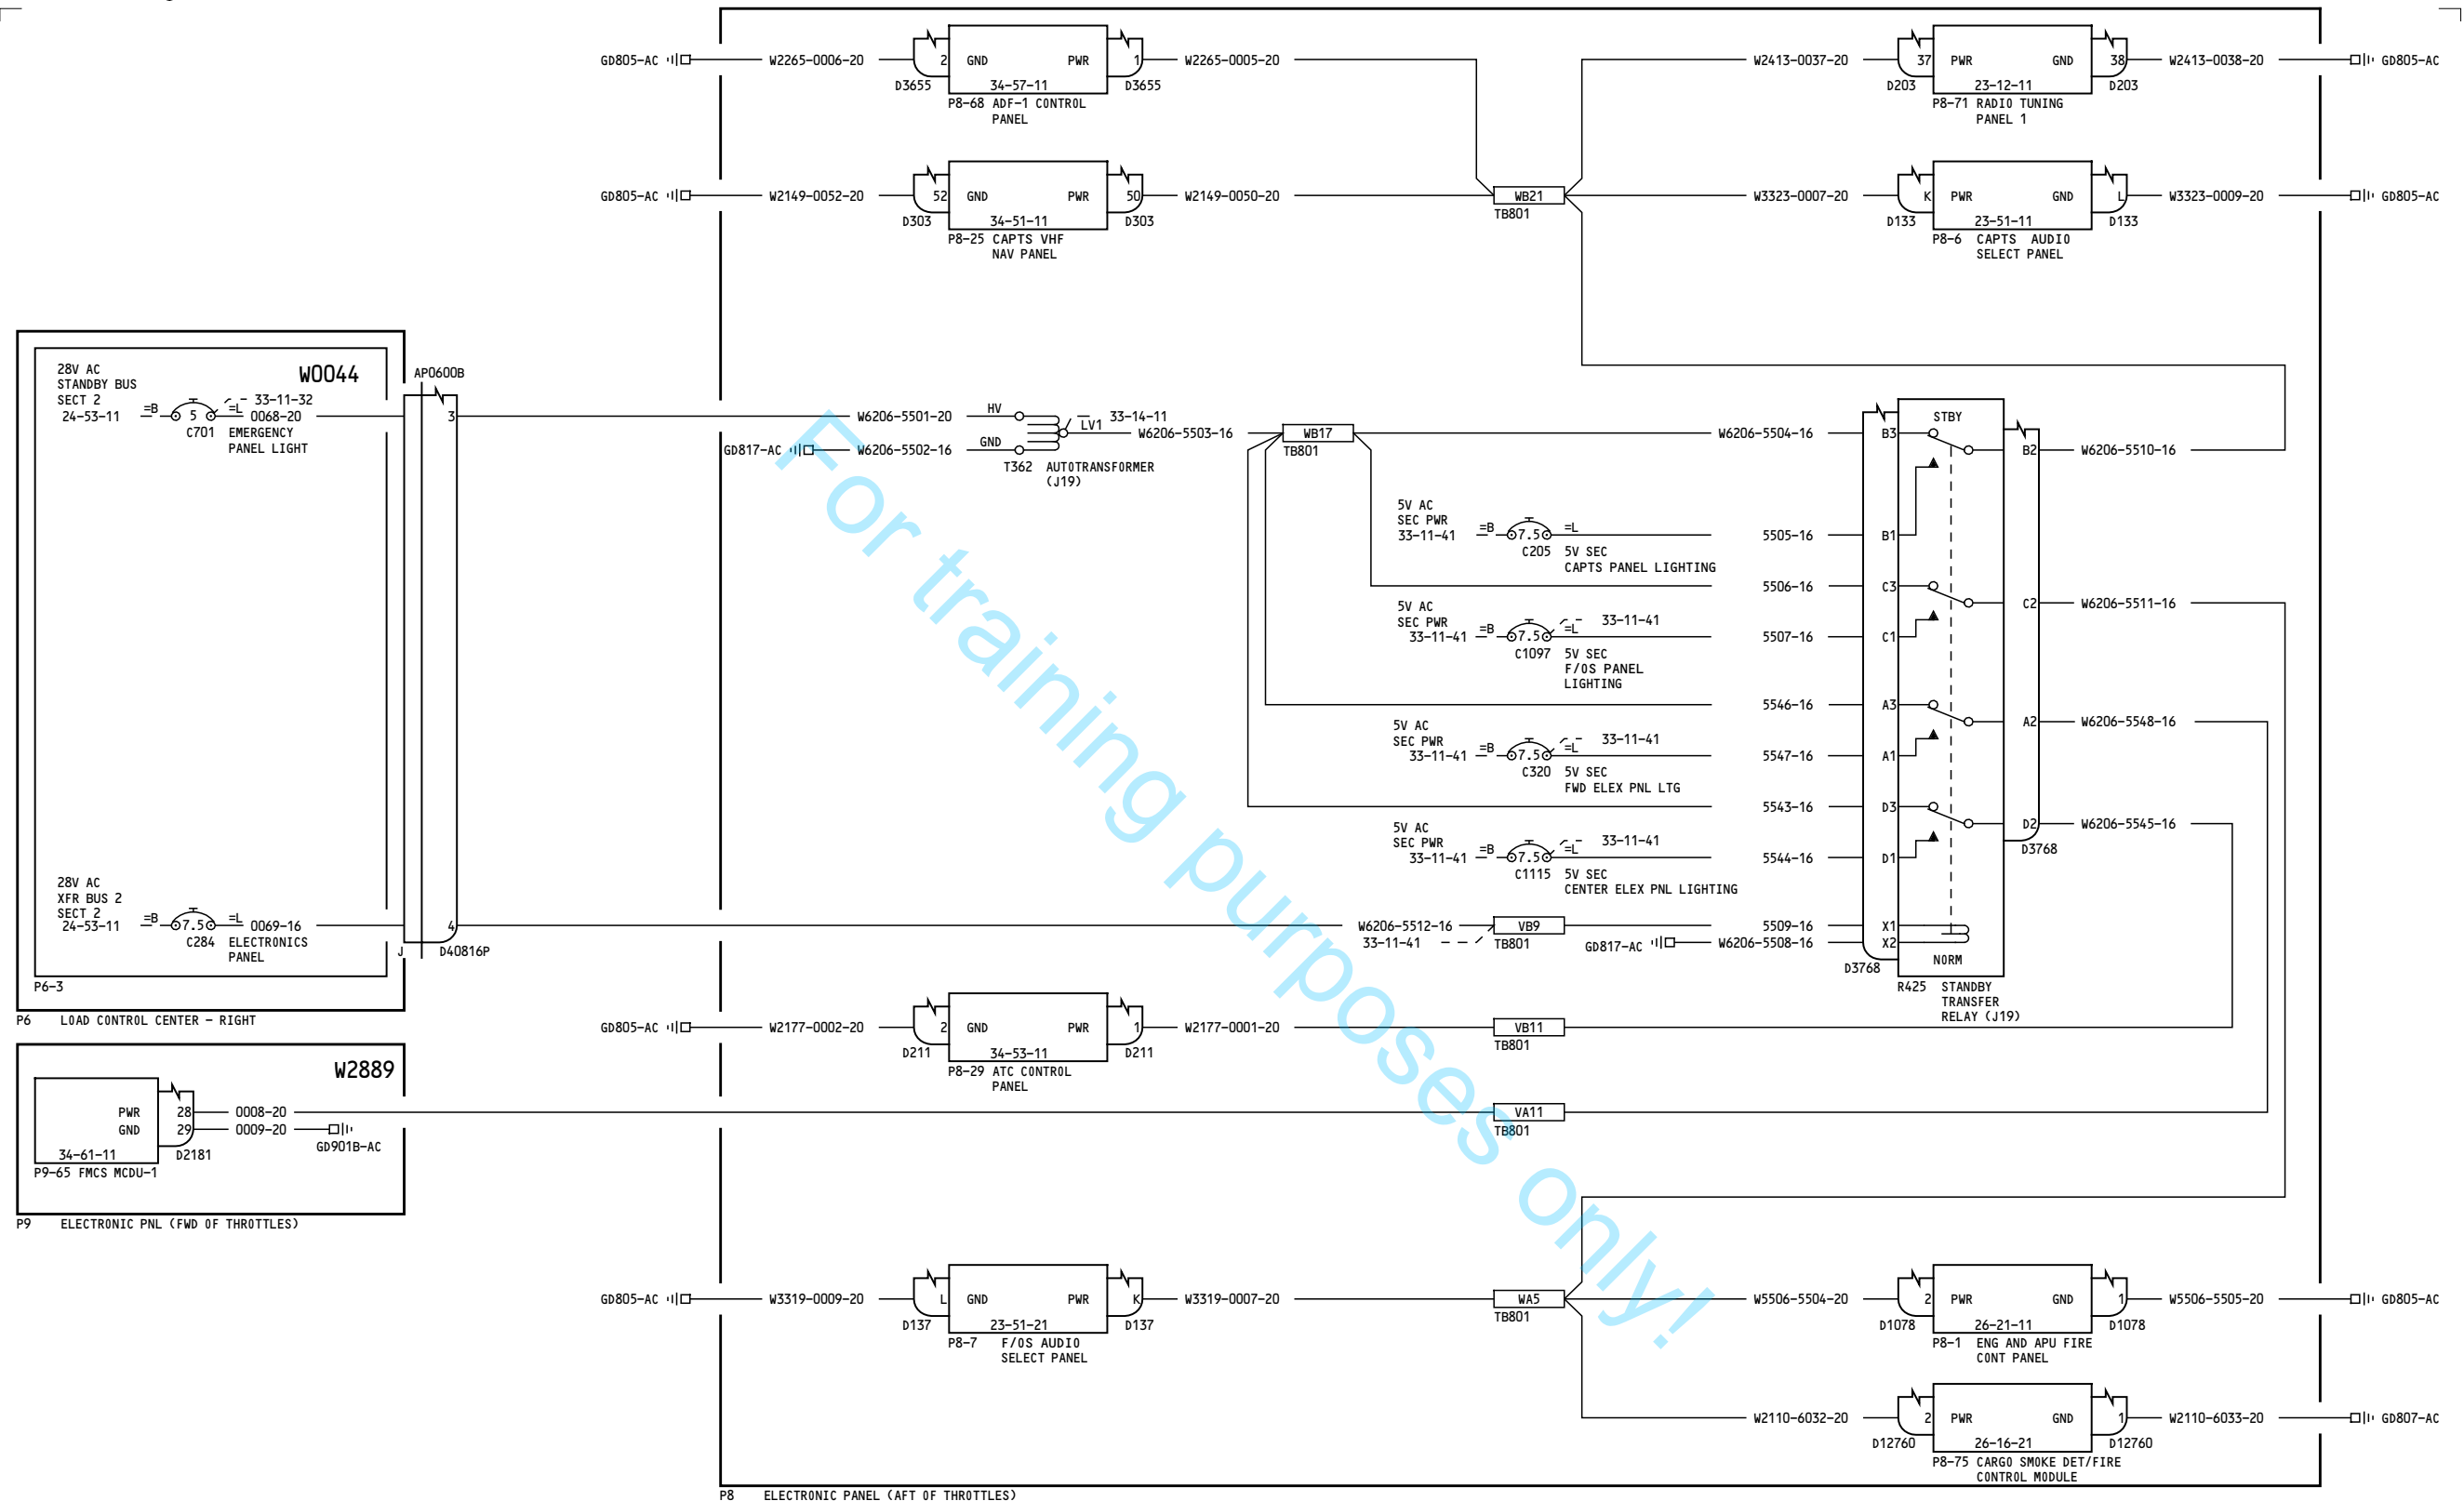 GD805-AC
W2265-0006-20
2
GND
PWR
1
34-57-11
D3655
D3655
P8-68 ADF-1 CONTROL
PANEL
W2265-0005-20
W2413-0037-20
37
PWR
GND
38
23-12-11
D203
D203
P8-71 RADIO TUNING
PANEL 1
W2413-0038-20
GD805-AC
GD805-AC
W2149-0052-20
52
GND
PWR
50
34-51-11
D303
D303
P8-25 CAPTS VHF
NAV PANEL
W2149-0050-20
WB21
TB801
W3323-0007-20
K
PWR
GND
L
23-51-11
D133
D133
P8-6 CAPTS AUDIO
SELECT PANEL
W3323-0009-20
GD805-AC
28V AC
STANDBY BUS
SECT 2
24-53-11
W0044
=B
5
=L
33-11-32
0068-20
C701 EMERGENCY
PANEL LIGHT
AP0600B
3
W6206-5501-20
HV
GD817-AC
W6206-5502-16
GND
LV1
33-14-11
T362 AUTOTRANSFORMER
(J19)
W6206-5503-16
WB17
TB801
W6206-5504-16
B3
STBY
B2
W6206-5510-16
5V AC
SEC PWR
33-11-41
=B
7.5
=L
C205 5V SEC
CAPTS PANEL LIGHTING
5505-16
B1
5506-16
C3
C2
W6206-5511-16
5V AC
SEC PWR
33-11-41
=B
7.5
=L
33-11-41
C1097 5V SEC
F/OS PANEL
LIGHTING
5507-16
C1
5546-16
A3
A2
W6206-5548-16
5V AC
SEC PWR
33-11-41
=B
7.5
=L
33-11-41
C320 5V SEC
FWD ELEX PNL LTG
5547-16
A1
5543-16
D3
D2
W6206-5545-16
D3768
5V AC
SEC PWR
33-11-41
=B
7.5
=L
33-11-41
C1115 5V SEC
CENTER ELEX PNL LIGHTING
5544-16
D1
28V AC
XFR BUS 2
SECT 2
24-53-11
=B
7.5
=L
0069-16
C284 ELECTRONICS
PANEL
J
4
D40816P
W6206-5512-16
33-11-41
VB9
TB801
5509-16
X1
GD817-AC
W6206-5508-16
X2
D3768
NORM
R425 STANDBY
TRANSFER
RELAY (J19)
P6-3
P6 LOAD CONTROL CENTER - RIGHT
GD805-AC
W2177-0002-20
2
GND
PWR
1
34-53-11
D211
D211
P8-29 ATC CONTROL
PANEL
W2177-0001-20
VB11
TB801
W2889
PWR
28
0008-20
GND
29
0009-20
GD901B-AC
34-61-11
D2181
P9-65 FMCS MCDU-1
VA11
TB801
P9 ELECTRONIC PNL (FWD OF THROTTLES)
GD805-AC
W3319-0009-20
L
GND
PWR
K
23-51-21
D137
D137
P8-7 F/OS AUDIO
SELECT PANEL
W3319-0007-20
WA5
TB801
W5506-5504-20
2
PWR
GND
1
26-21-11
D1078
D1078
P8-1 ENG AND APU FIRE
CONT PANEL
W5506-5505-20
GD805-AC
W2110-6032-20
2
PWR
GND
1
26-16-21
D12760
D12760
P8-75 CARGO SMOKE DET/FIRE
CONTROL MODULE
W2110-6033-20
GD807-AC
P8 ELECTRONIC PANEL (AFT OF THROTTLES)
For training purposes only!